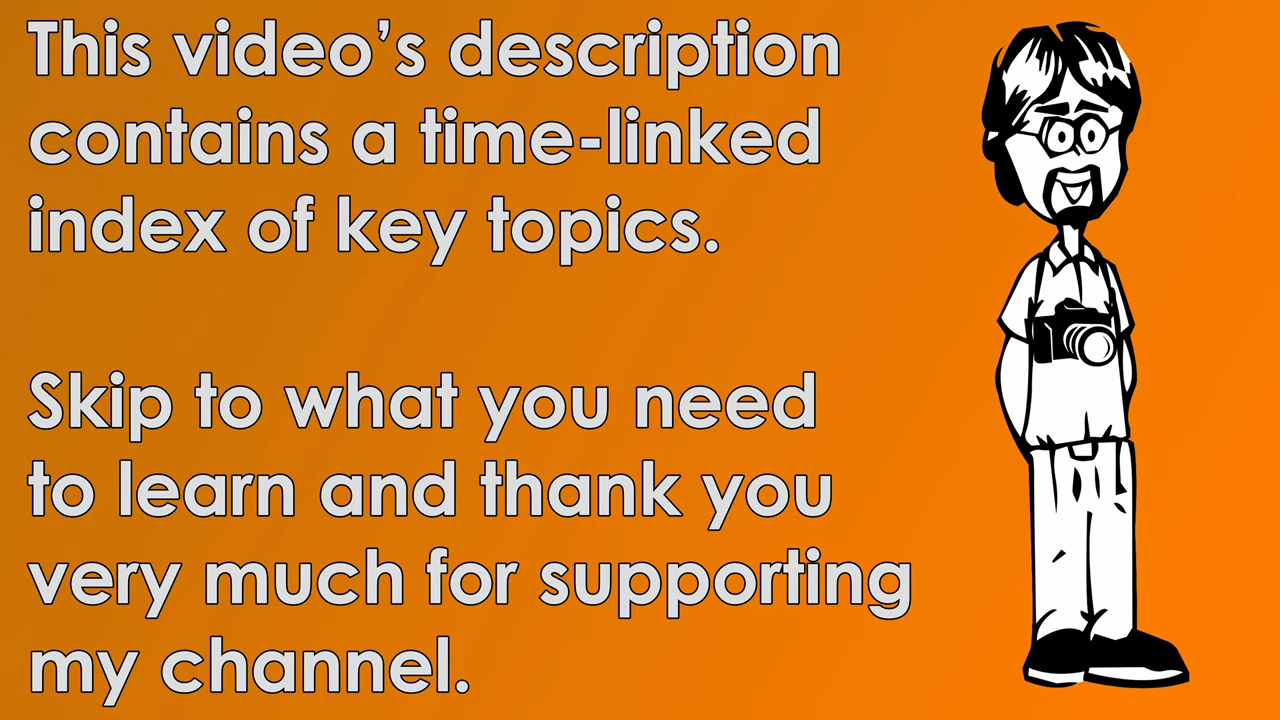 This video’s description
contains a time-linked
index of key topics.
Skip to what you need
to learn and thank you
very much for supporting
my channel.